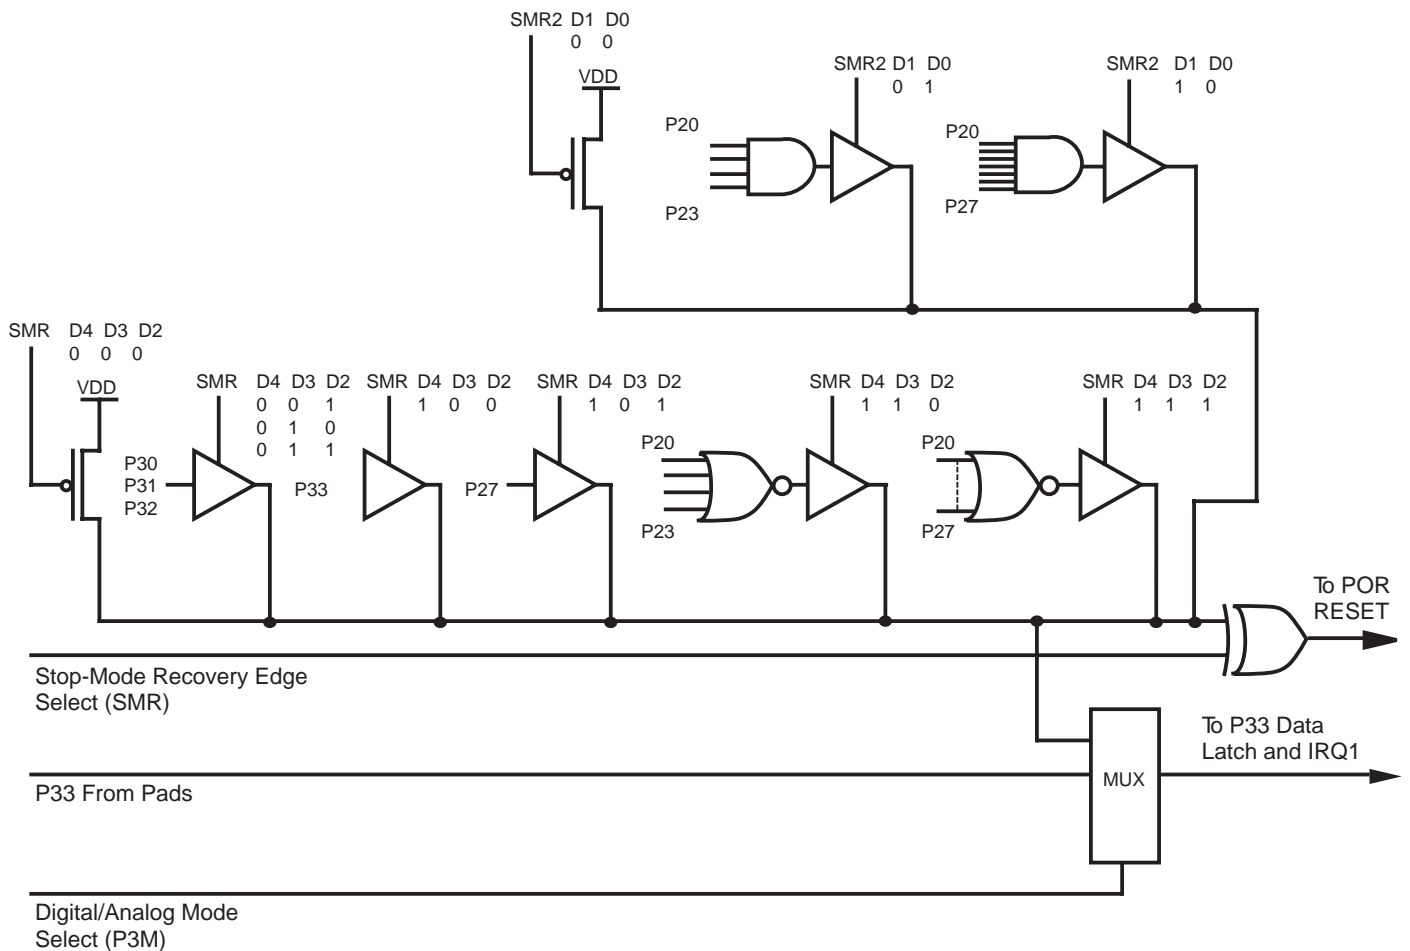 SMR2 D1 D0
0 0
VDD
SMR2 D1 D0
0 1
P20
P23
SMR2 D1 D0
1 0
P20
P27
SMR D4 D3 D2
0 0 0
VDD
SMR D4 D3 D2
0 0 1
0 1 0
0 1 1
P30
P31
P32
SMR D4 D3 D2
1 0 0
P33
SMR D4 D3 D2
1 0 1
P27
SMR D4 D3 D2
1 1 0
P20
P23
SMR D4 D3 D2
1 1 1
P20
P27
To POR
RESET
Stop-Mode Recovery Edge
Select (SMR)
To P33 Data
Latch and IRQ1
MUX
P33 From Pads
Digital/Analog Mode
Select (P3M)